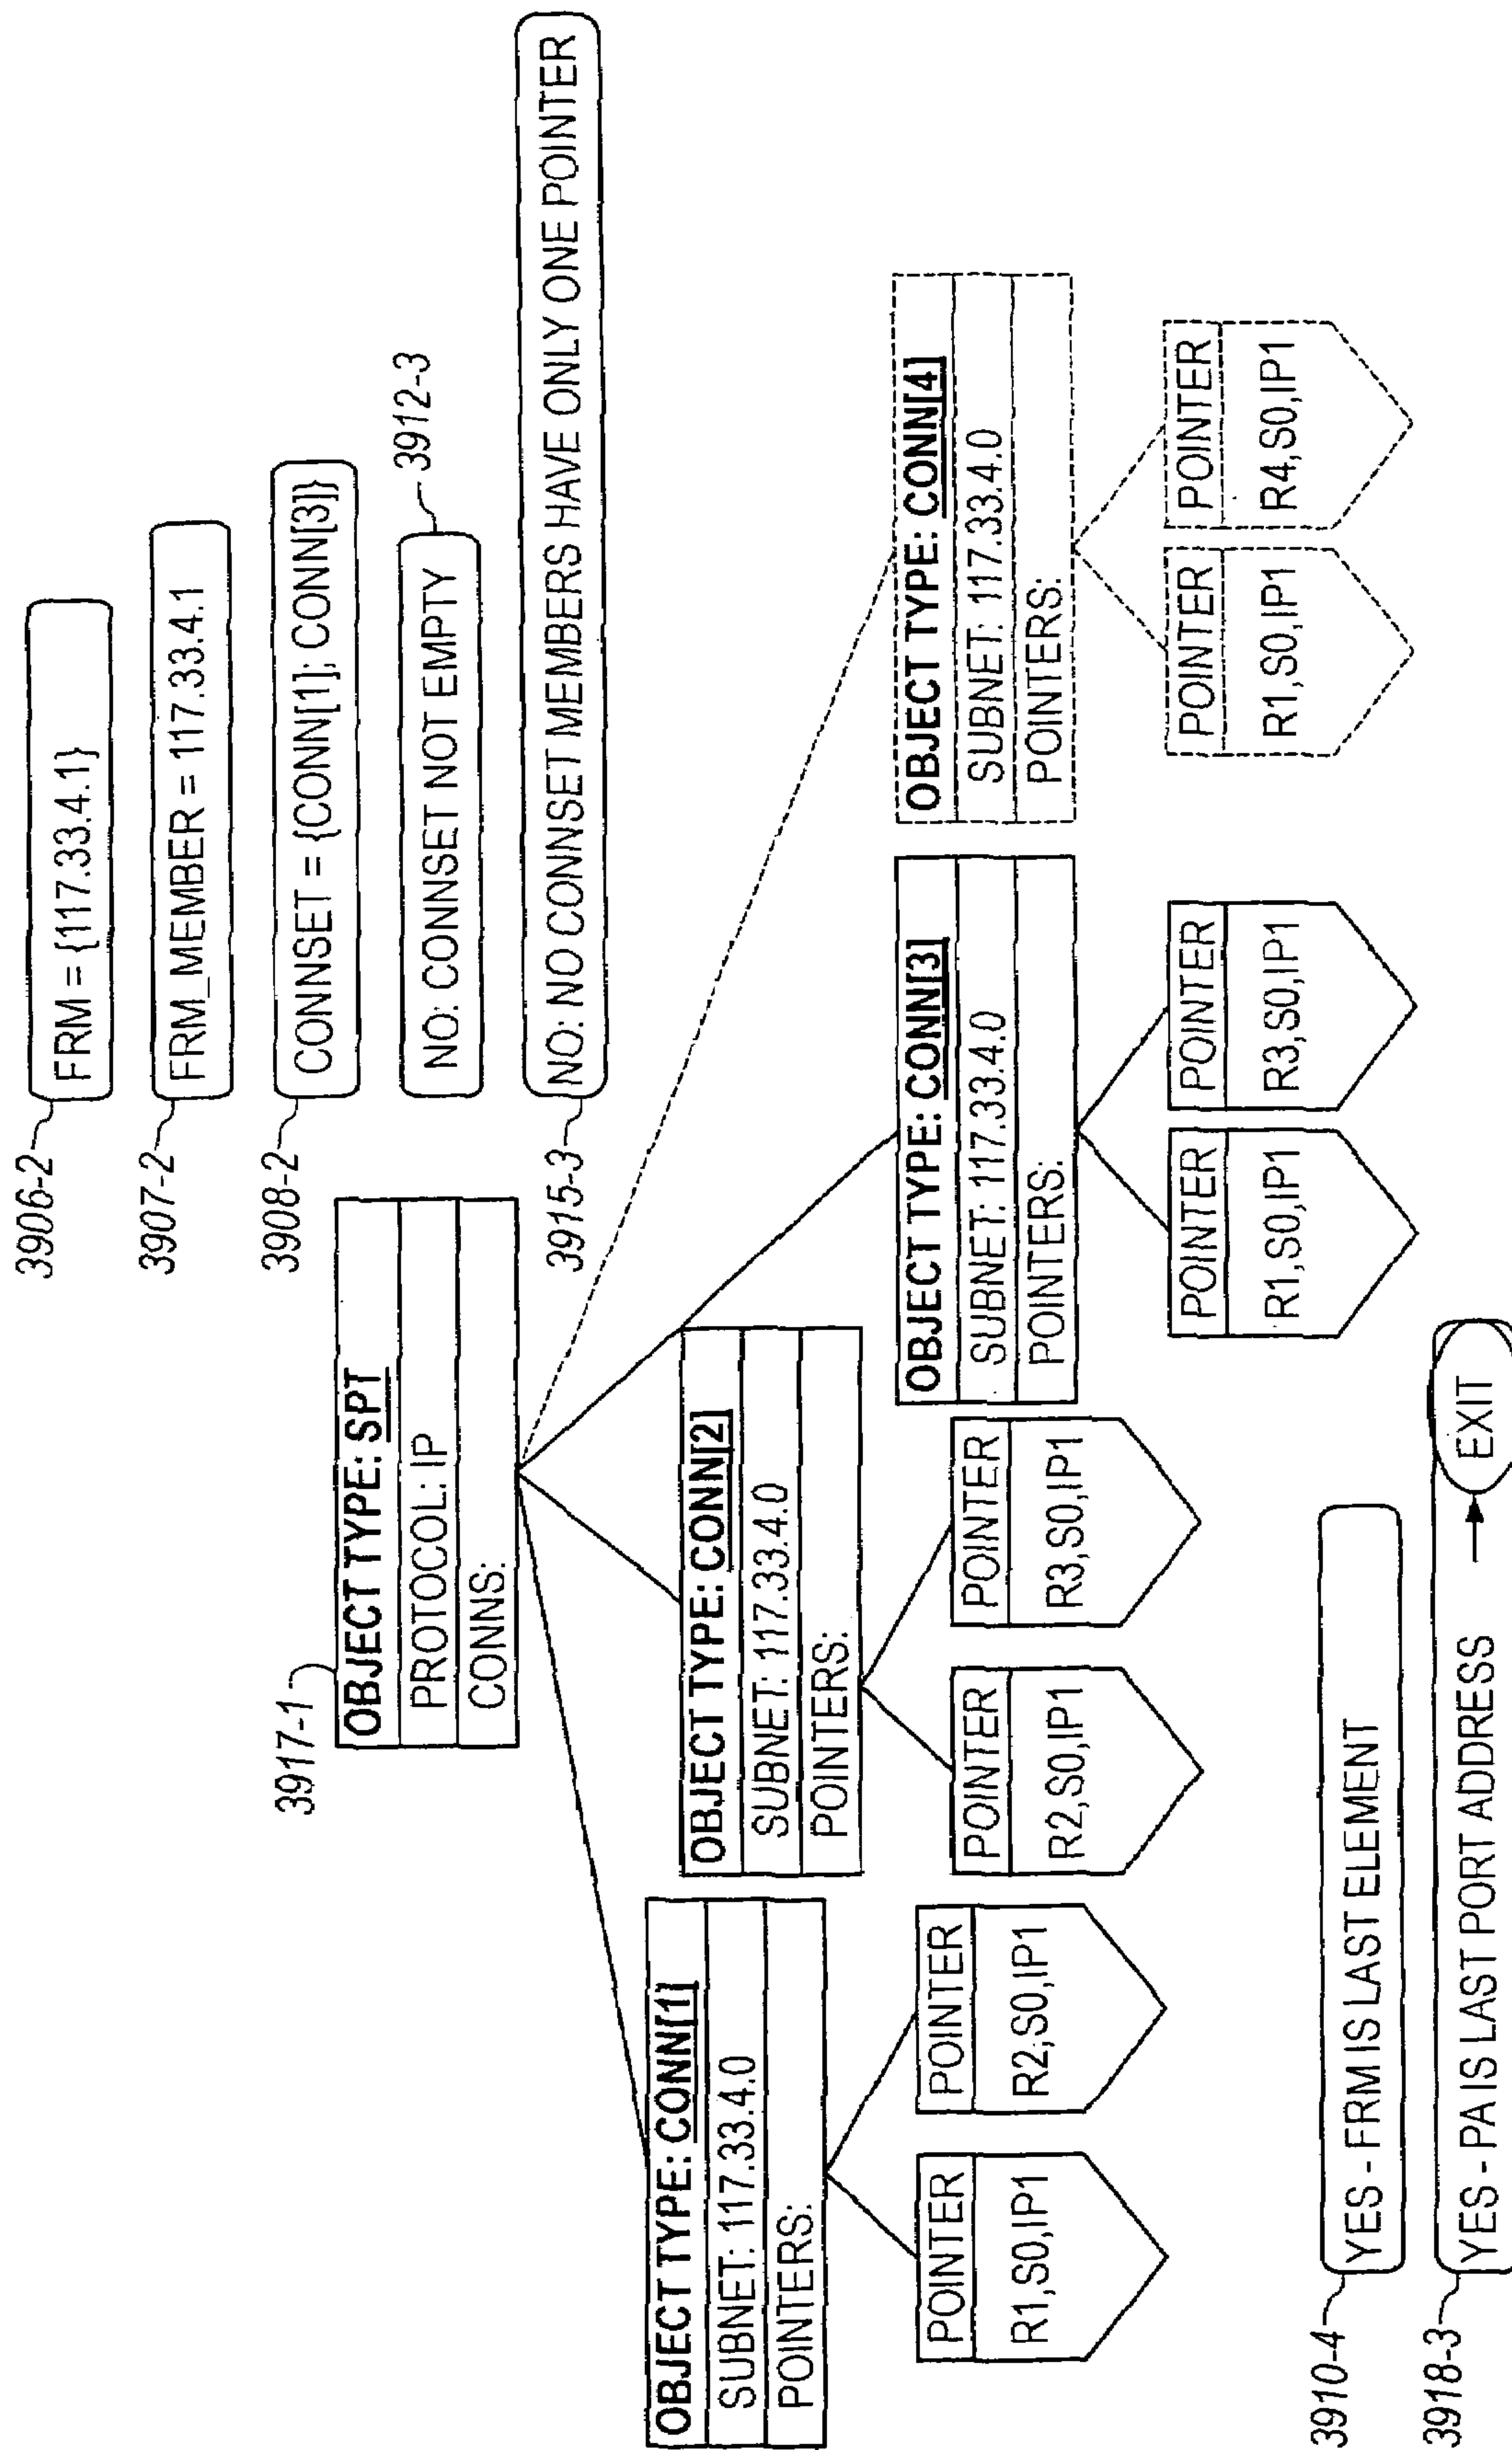 3906-2
FRM = {117.33.4.1}
3907-2
FRM_MEMBER = 117.33.4.1
3908-2
CONNSET = {CONN[1]; CONN[3]}
NO: CONNSET NOT EMPTY
3912-3
3915-3
NO: NO CONNSET MEMBERS HAVE ONLY ONE POINTER
3917-1
OBJECT TYPE: SPT
PROTOCOL: IP
CONNS:
OBJECT TYPE: CONN[1]
SUBNET: 117.33.4.0
POINTERS:
POINTER
R1,S0,IP1
POINTER
R2,S0,IP1
OBJECT TYPE: CONN[2]
SUBNET: 117.33.4.0
POINTERS:
POINTER
R2,S0,IP1
POINTER
R3,S0,IP1
OBJECT TYPE: CONN[3]
SUBNET: 117.33.4.0
POINTERS:
POINTER
R1,S0,IP1
POINTER
R3,S0,IP1
OBJECT TYPE: CONN[4]
SUBNET: 117.33.4.0
POINTERS:
POINTER
R1,S0,IP1
POINTER
R4,S0,IP1
3910-4
YES - FRM IS LAST ELEMENT
3918-3
YES - PA IS LAST PORT ADDRESS
EXIT